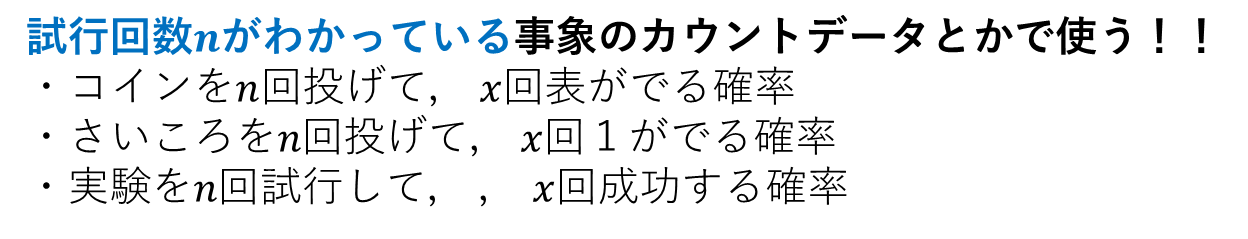 試行回数nがわかっている事象のカウントデータとかで使う！！
・コインをn回投げて， x回表がでる確率
・さいころをn回投げて， x回１がでる確率
・実験をn回試行して，， x回成功する確率